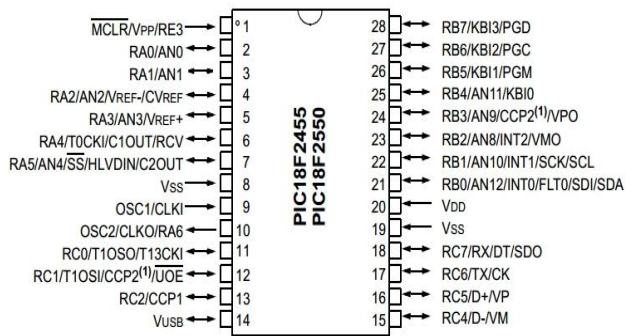 MCLR/VPP/RE3
RA0/AN0
RA1/AN1
RA2/AN2/VREF-/CVREF
RA3/AN3/VREF+
RA4/T0CKI/C1OUT/RCV
RA5/AN4/SS/HLVDIN/C2OUT
VSS
OSC1/CLKI
OSC2/CLKO/RA6
RC0/T1OSO/T13CKI
RC1/T1OSI/CCP2(1)/UOE
RC2/CCP1
VUSB
1
2
3
4
5
6
7
8
9
10
11
12
13
14
PIC18F2455
PIC18F2550
28
27
26
25
24
23
22
21
20
19
18
17
16
15
RB7/KBI3/PGD
RB6/KBI2/PGC
RB5/KBI1/PGM
RB4/AN11/KBI0
RB3/AN9/CCP2(1)/VPO
RB2/AN8/INT2/VMO
RB1/AN10/INT1/SCK/SCL
RB0/AN12/INT0/FLT0/SDI/SDA
VDD
VSS
RC7/RX/DT/SDO
RC6/TX/CK
RC5/D+/VP
RC4/D-/VM